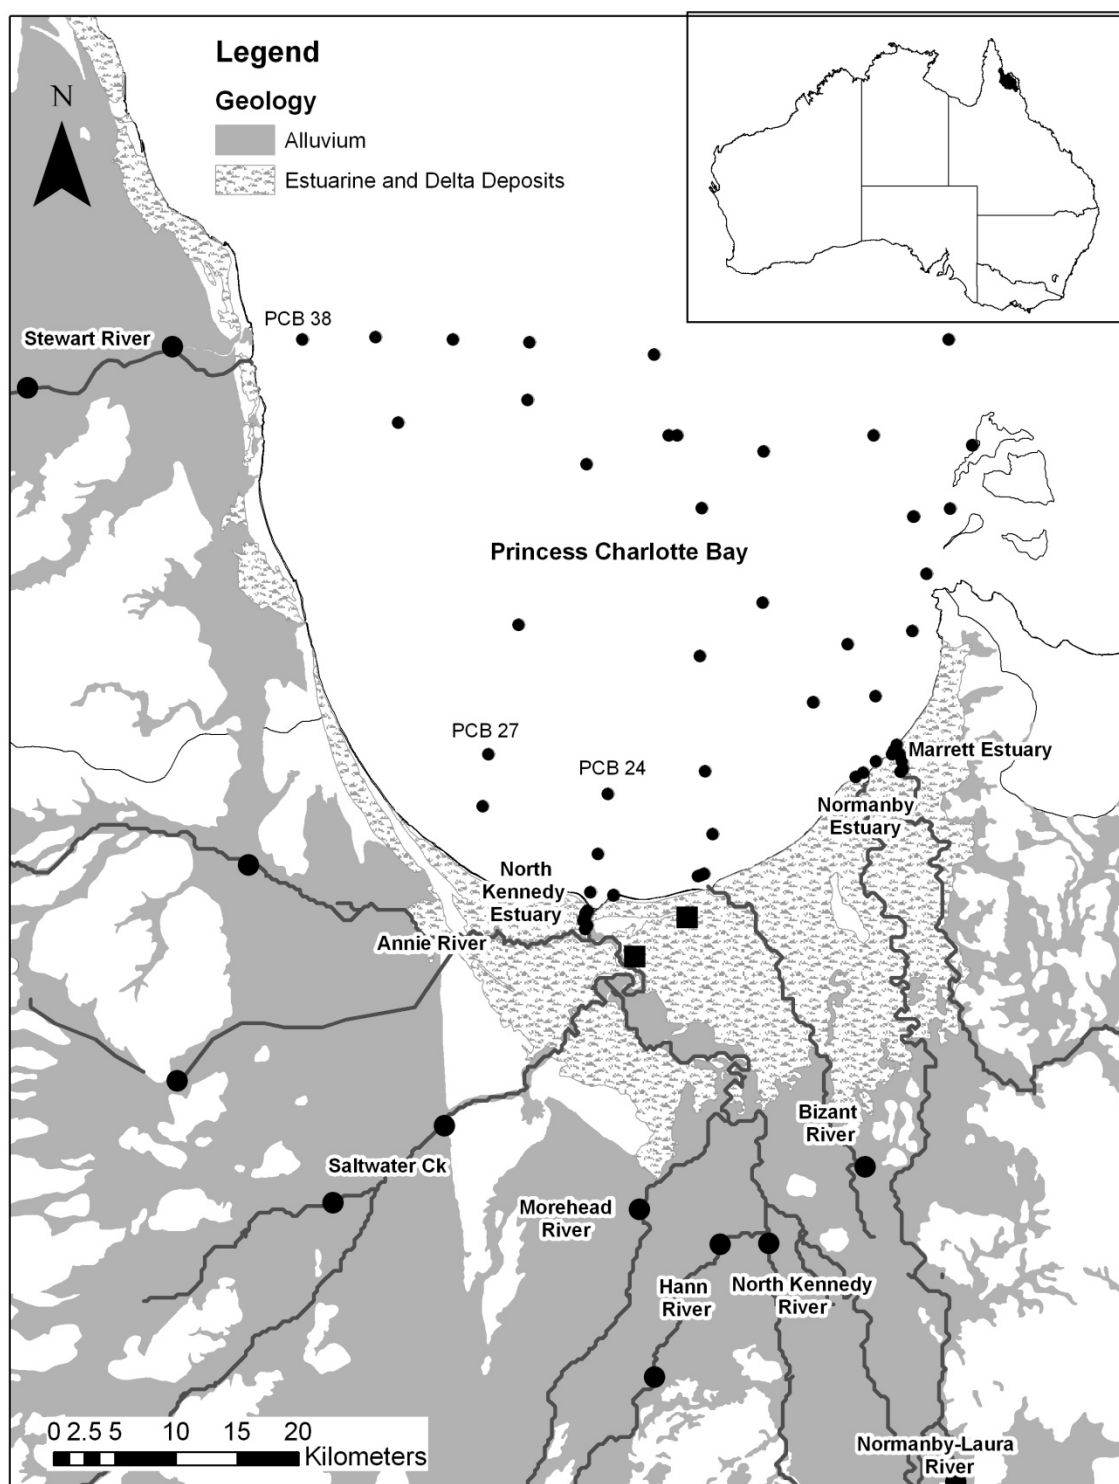 Legend
Geology
Alluvium
Estuarine and Delta Deposits
N
Stewart River
PCB 38
Princess Charlotte Bay
PCB 27
PCB 24
Marrett Estuary
Normanby
Estuary
North
Kennedy
Estuary
Annie River
Bizant
River
Saltwater Ck
Morehead
River
Hann
River
North Kennedy
River
Normanby-Laura
River
0 2.5 5 10 15 20
Kilometers